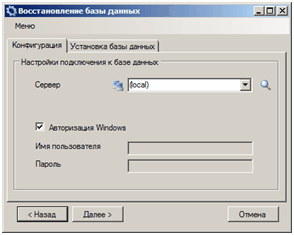 Восстановление базы данных
Меню
Конфигурация
Установка базы данных
Настройки подключения к базе данных
Сервер
(local)
Авторизация Windows
Имя пользователя
Пароль
< Назад
Далее >
Отмена